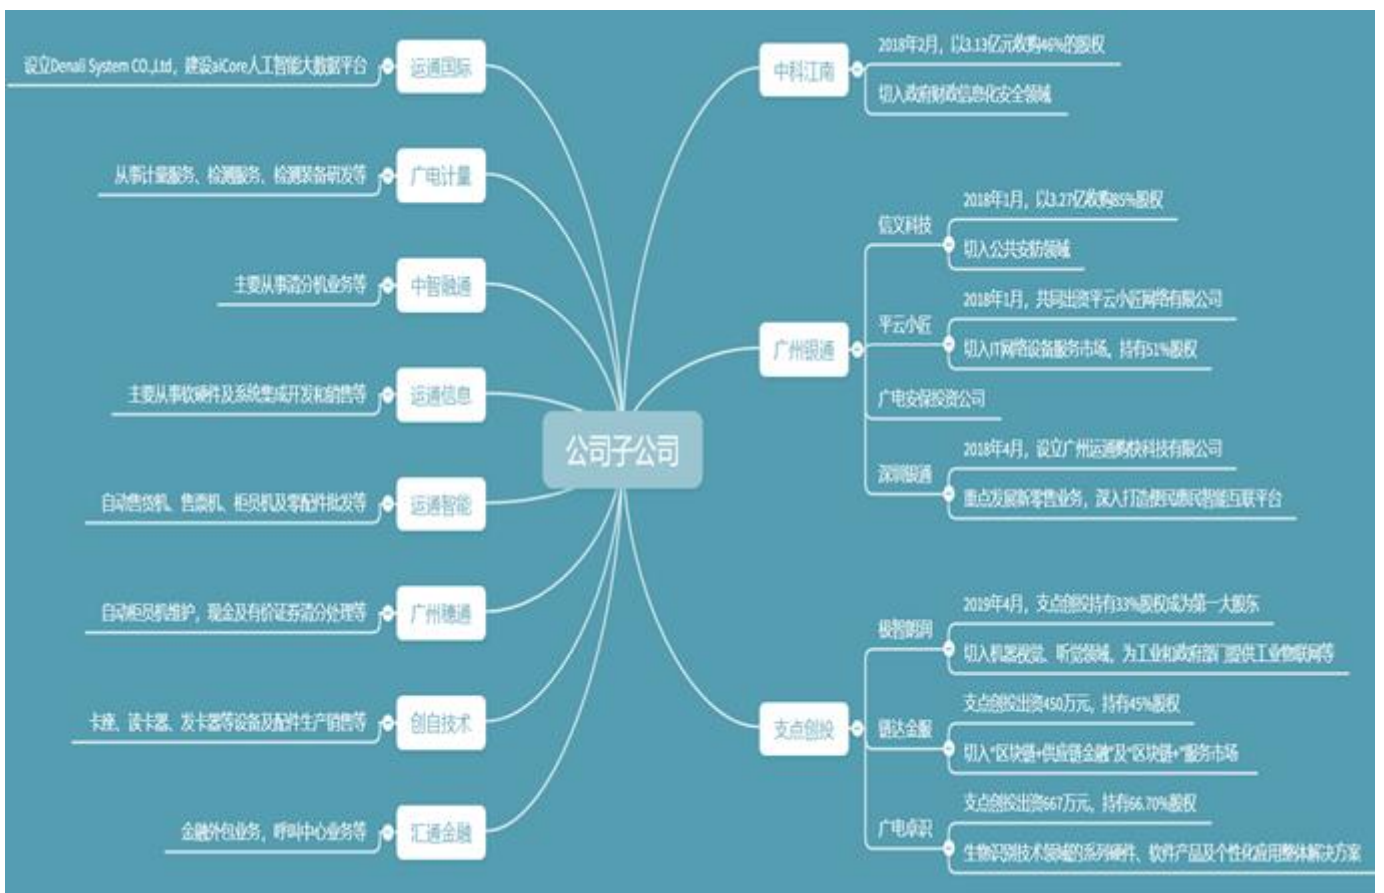 设立Denali System CO.,Ltd，建设aiCore人工智能大数据平台
运通国际
从事计量服务、检测服务、检测装备研发等
广电计量
主要从事清分机业务等
中智融通
主要从事软硬件及系统集成开发和销售等
运通信息
自动售货机、售票机、柜员机及零配件批发等
运通智能
自动柜员机维护，现金及有价证券清分处理等
广州穗通
卡座、读卡器、发卡器等设备及配件生产销售等
创自技术
金融外包业务，呼叫中心业务等
汇通金融
公司子公司
中科江南
2018年2月，以3.13亿元收购46%的股权
切入政府财政信息化安全领域
广州银通
信义科技
2018年1月，以3.27亿收购85%股权
切入公共安防领域
平云小匠
2018年1月，共同出资平云小匠网络有限公司
切入IT网络设备服务市场，持有51%股权
广电安保投资公司
深圳银通
2018年4月，设立广州运通购快科技有限公司
重点发展新零售业务，深入打造便民惠民智能互联平台
支点创投
极智朗润
2019年4月，支点创投持有33%股权成为第一大股东
切入机器视觉、听觉领域，为工业和政府部门提供工业物联网等
链达金服
支点创投出资450万元，持有45%股权
切入“区块链+供应链金融”及“区块链+”服务市场
广电卓识
支点创投出资667万元，持有66.70%股权
生物识别技术领域的系列硬件、软件产品及个性化应用整体解决方案